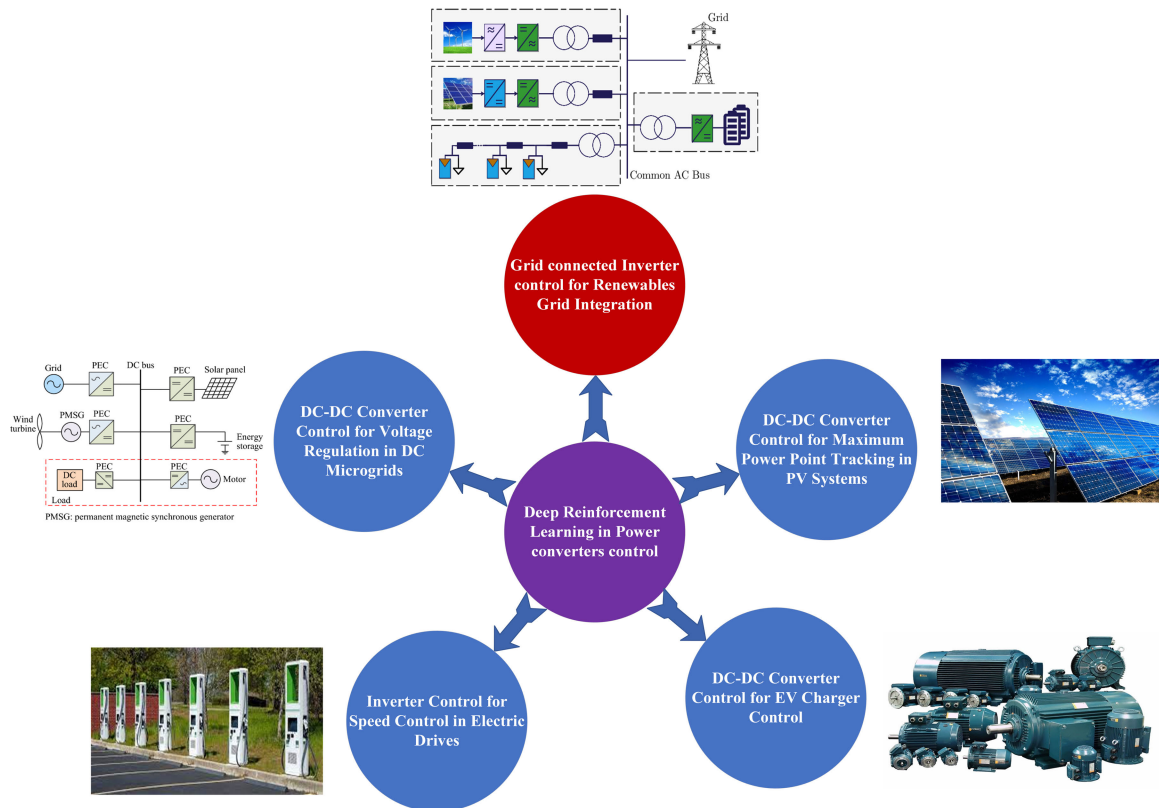 Grid
Common AC Bus
Grid connected Inverter
control for Renewables
Grid Integration
Grid
PEC
DC bus
PEC
Solar panel
Wind
turbine
PMSG
PEC
PEC
Energy
storage
DC
load
PEC
PEC
Motor
Load
PMSG: permanent magnetic synchronous generator
DC-DC Converter
Control for Voltage
Regulation in DC
Microgrids
DC-DC Converter
Control for Maximum
Power Point Tracking in
PV Systems
Deep Reinforcement
Learning in Power
converters control
Inverter Control for
Speed Control in Electric
Drives
DC-DC Converter
Control for EV Charger
Control